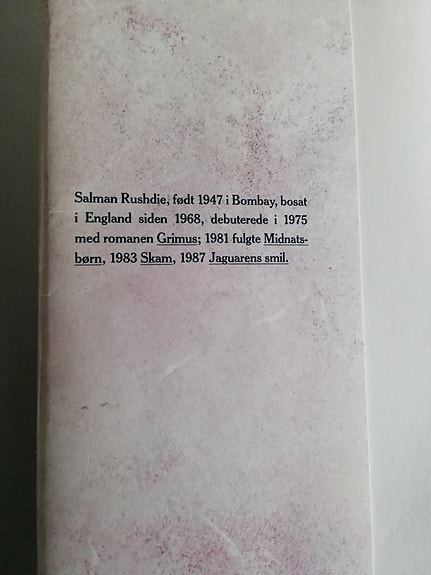 Salman Rushdie, født 1947 i Bombay, bosat
i England siden 1968, debuterede i 1975
med romanen Grimus; 1981 fulgte Midnats-
børn, 1983 Skam, 1987 Jaguarens smil.